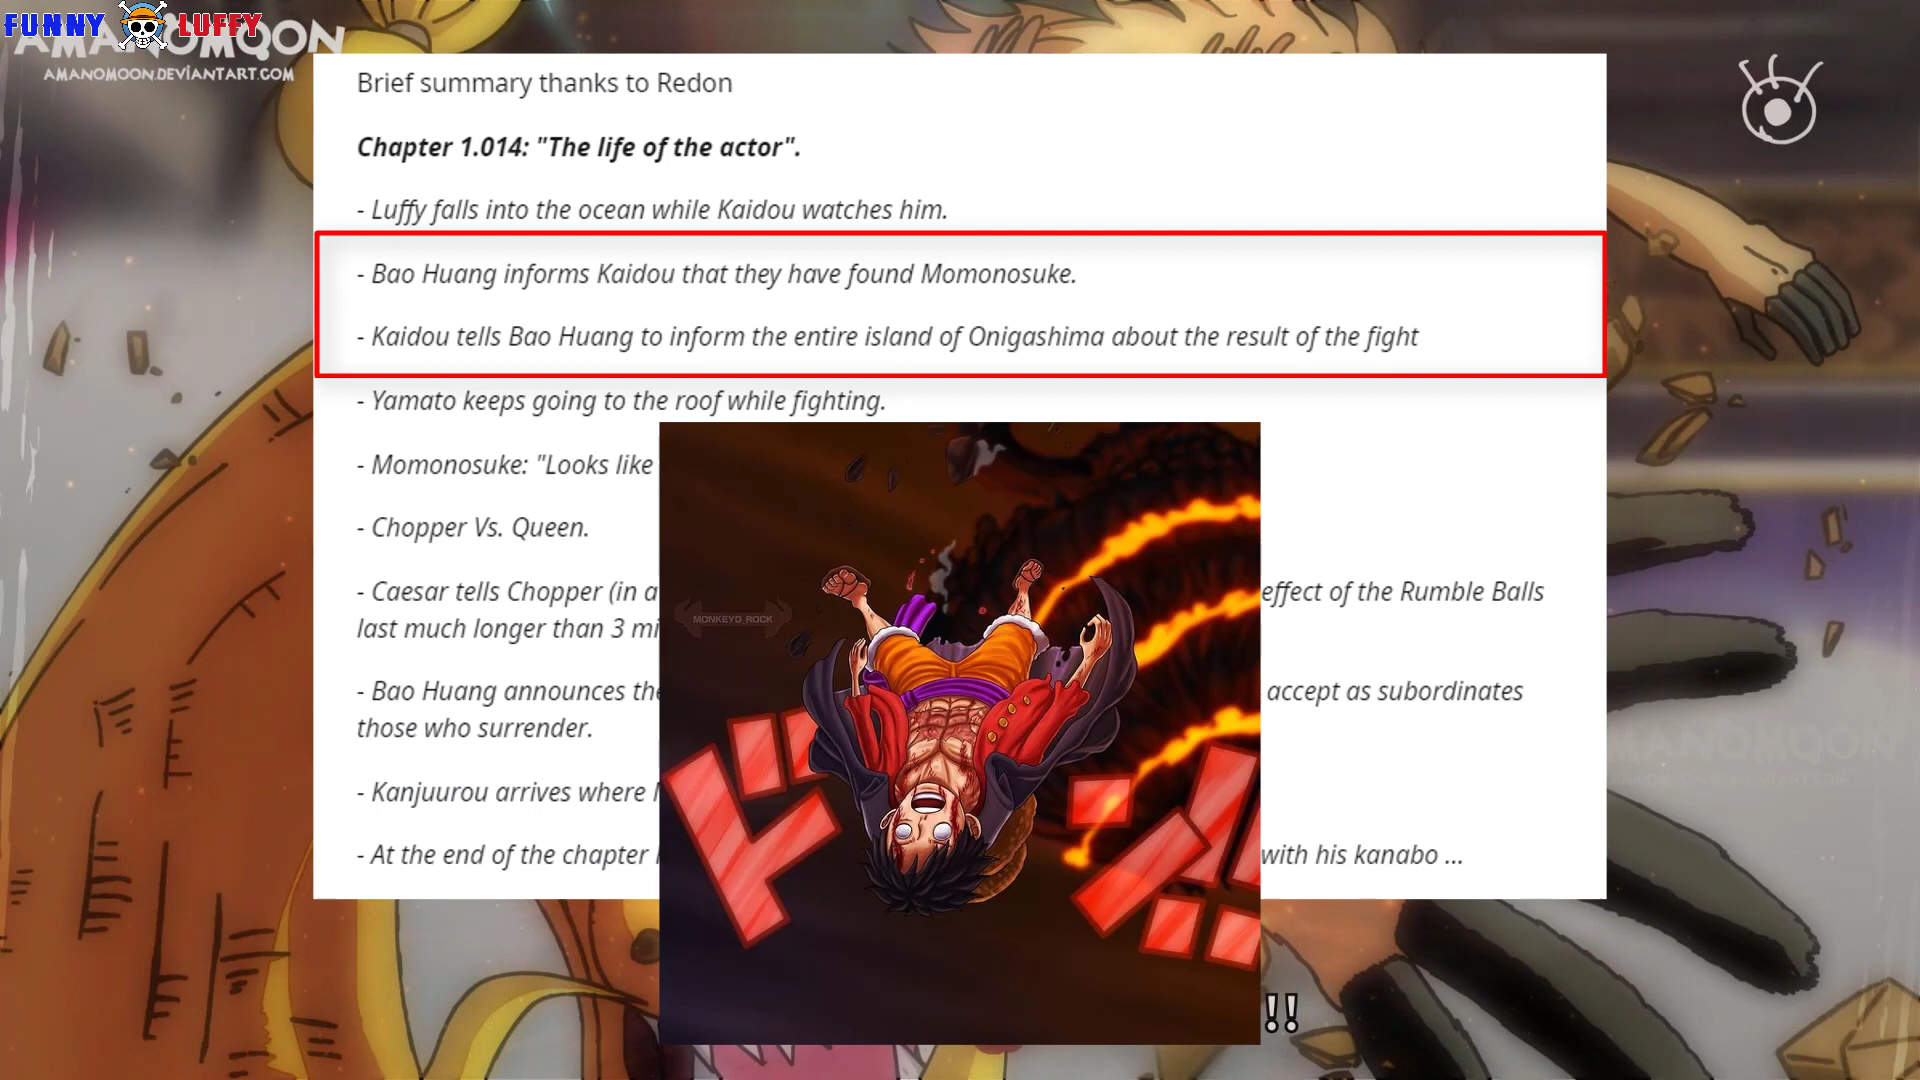 FUNNY LUFFY
AMANOMOON
AMANOMOON.DEVIANTART.COM
Brief summary thanks to Redon
Chapter 1.014: "The life of the actor".
- Luffy falls into the ocean while Kaidou watches him.
- Bao Huang informs Kaidou that they have found Momonosuke.
- Kaidou tells Bao Huang to inform the entire island of Onigashima about the result of the fight
- Yamato keeps going to the roof while fighting.
- Momonosuke: "Looks like
- Chopper Vs. Queen.
- Caesar tells Chopper (in a effect of the Rumble Balls
last much longer than 3 mi
- Bao Huang announces the accept as subordinates
those who surrender.
- Kanjuurou arrives where
- At the end of the chapter with his kanabo ...
MONKEYD_ROCK
ドン
!!
AMANOMOON